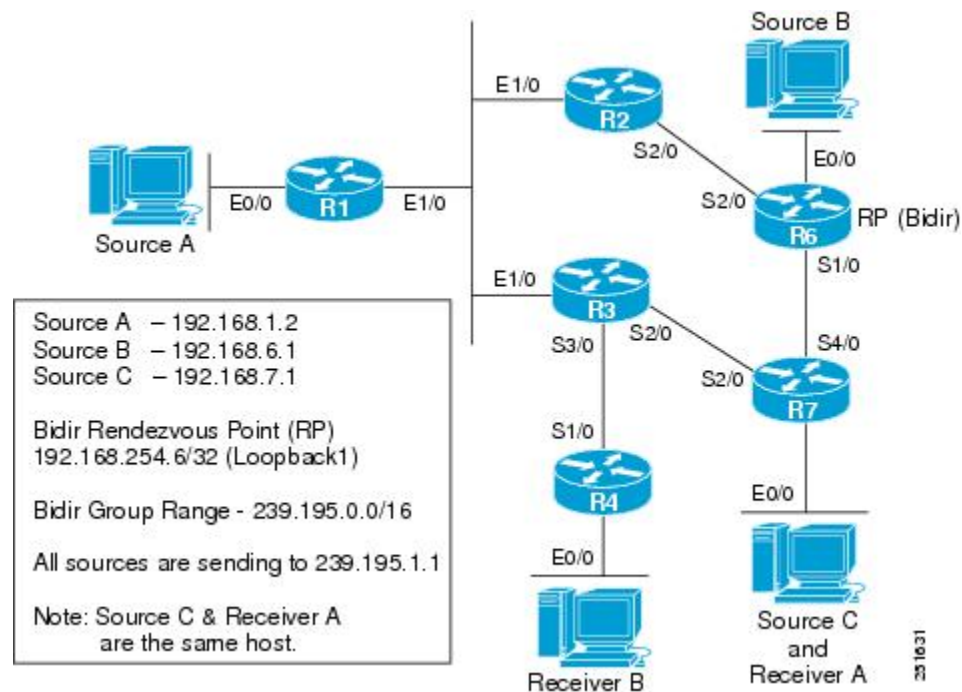 Source B
E1/0
R2
S2/0
E0/0
S2/0
R6
RP (Bidir)
S1/0
E0/0
R1
E1/0
Source A
E1/0
R3
S3/0
S2/0
S4/0
S2/0
R7
S1/0
R4
E0/0
E0/0
Receiver B
Source C
and
Receiver A
Source A – 192.168.1.2
Source B – 192.168.6.1
Source C – 192.168.7.1
Bidir Rendezvous Point (RP)
192.168.254.6/32 (Loopback1)
Bidir Group Range - 239.195.0.0/16
All sources are sending to 239.195.1.1
Note: Source C & Receiver A
are the same host.
251631